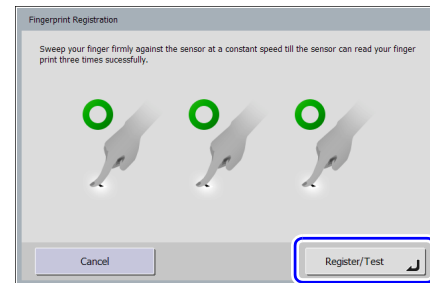 Fingerprint Registration
Sweep your finger firmly against the sensor at a constant speed till the sensor can read your finger
print three times sucessfully.
Cancel
Register/Test